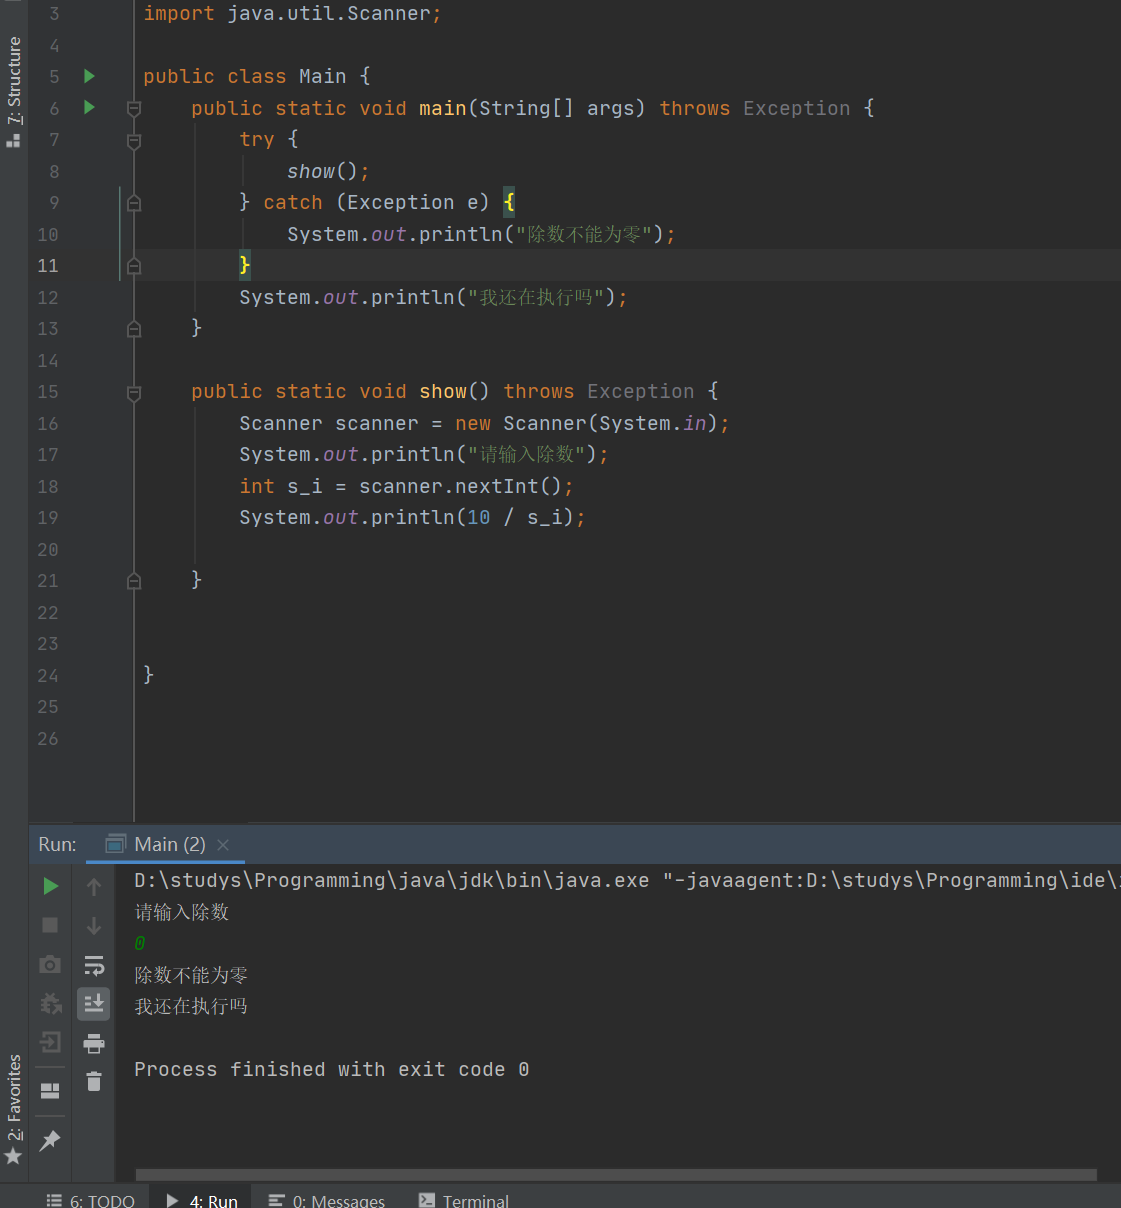 7: Structure
3 import java.util.Scanner;
4
5 public class Main {
6 public static void main(String[] args) throws Exception {
7 try {
8 show();
9 } catch (Exception e) {
10 System.out.println("除数不能为零");
11 }
12 System.out.println("我还在执行吗");
13 }
14
15 public static void show() throws Exception {
16 Scanner scanner = new Scanner(System.in);
17 System.out.println("请输入除数");
18 int s_i = scanner.nextInt();
19 System.out.println(10 / s_i);
20
21 }
22
23
24 }
25
26
Run: Main (2)
D:\studys\Programming\java\jdk\bin\java.exe "-javaagent:D:\studys\Programming\ide\
请输入除数
0
除数不能为零
我还在执行吗
Process finished with exit code 0
2: Favorites
6: TODO 4: Run 0: Messages Terminal